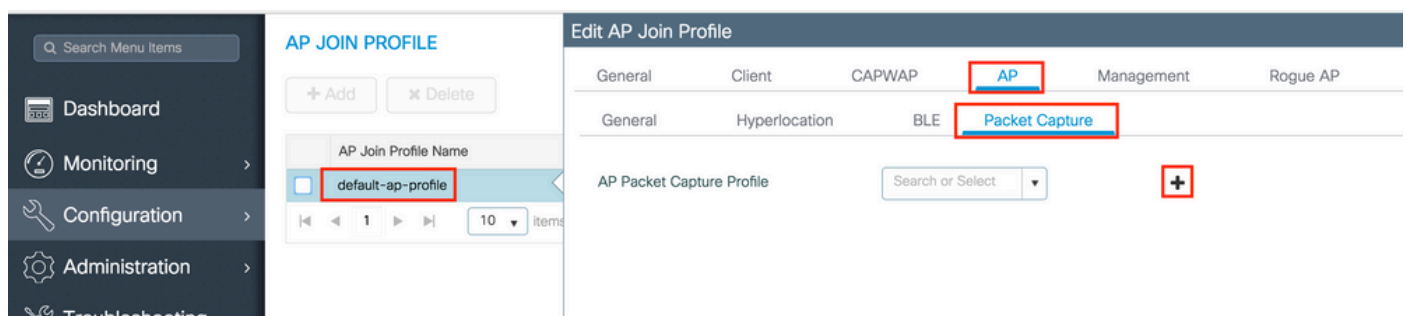 Search Menu Items
Dashboard
Monitoring
Configuration
Administration
Troubleshooting
AP JOIN PROFILE
+ Add
✖ Delete
AP Join Profile Name
default-ap-profile
1
10
items
Edit AP Join Profile
General
Client
CAPWAP
AP
Management
Rogue AP
General
Hyperlocation
BLE
Packet Capture
AP Packet Capture Profile
Search or Select